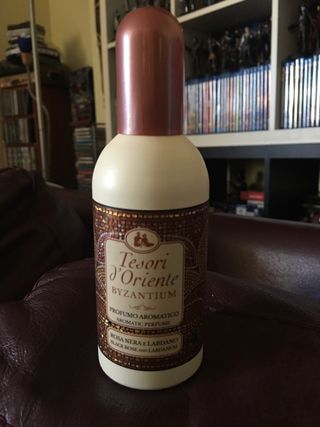 Tesori
d'Oriente
BYZANTIUM
PROFUMO AROMATICO
AROMATIC PERFUME
ROSA NERA E LABDANO
BLACK ROSE AND LABDANUM